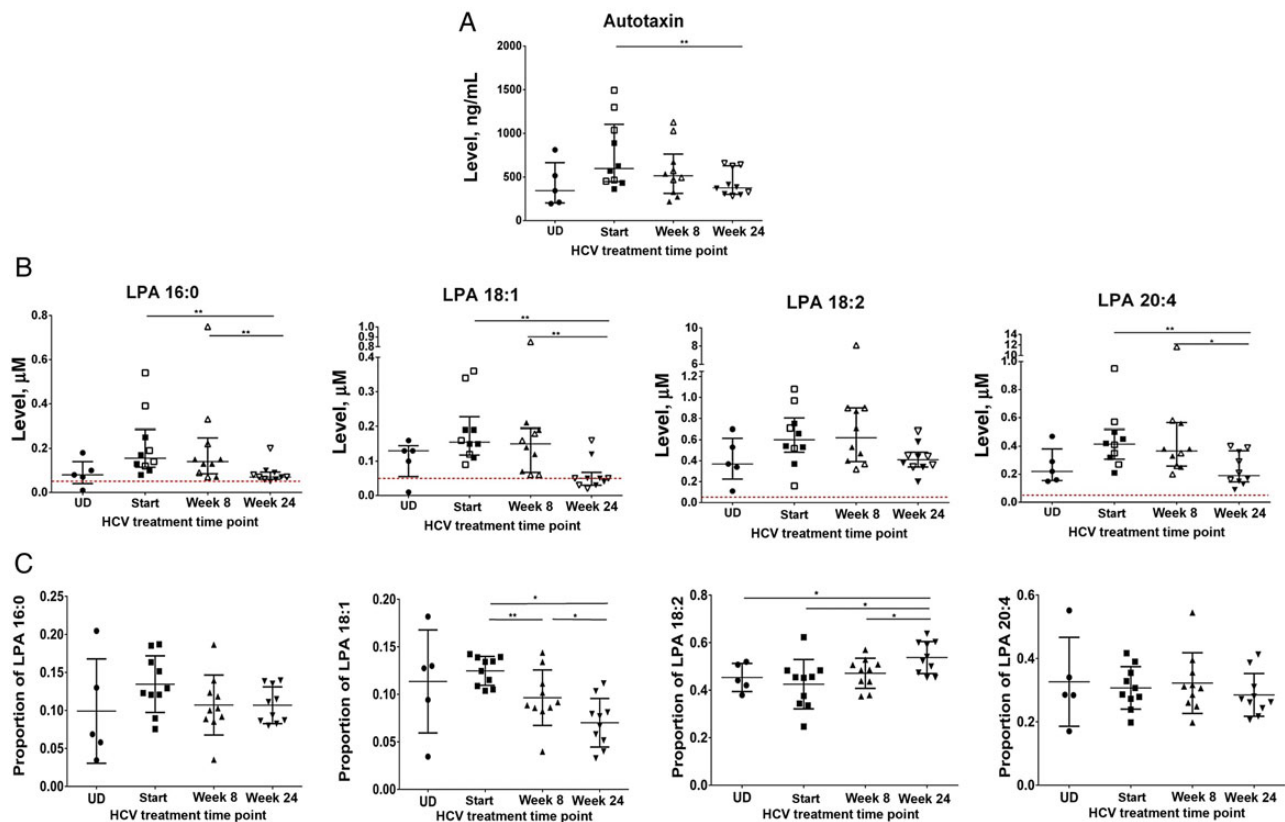 A
Autotaxin
Level, ng/mL
2000
1500
1000
500
0
**
UD Start Week 8 Week 24
HCV treatment time point
B
LPA 16:0
Level, μM
0.8
0.6
0.4
0.2
0.0
**
**
UD Start Week 8 Week 24
HCV treatment time point
LPA 18:1
Level, μM
1.0
0.9
0.8
0.4
0.3
0.2
0.1
0.0
**
**
UD Start Week 8 Week 24
HCV treatment time point
LPA 18:2
Level, μM
10
8
6
4
2
1.4
1.2
1.0
0.8
0.6
0.4
0.2
0.0
UD Start Week 8 Week 24
HCV treatment time point
LPA 20:4
Level, μM
14
12
10
1.0
0.8
0.6
0.4
0.2
0.0
**
*
UD Start Week 8 Week 24
HCV treatment time point
C
Proportion of LPA 16:0
0.25
0.20
0.15
0.10
0.05
0.00
UD Start Week 8 Week 24
HCV treatment time point
Proportion of LPA 18:1
0.20
0.15
0.10
0.05
0.00
*
** *
UD Start Week 8 Week 24
HCV treatment time point
Proportion of LPA 18:2
0.8
0.6
0.4
0.2
0.0
*
*
*
UD Start Week 8 Week 24
HCV treatment time point
Proportion of LPA 20:4
0.6
0.4
0.2
0.0
UD Start Week 8 Week 24
HCV treatment time point